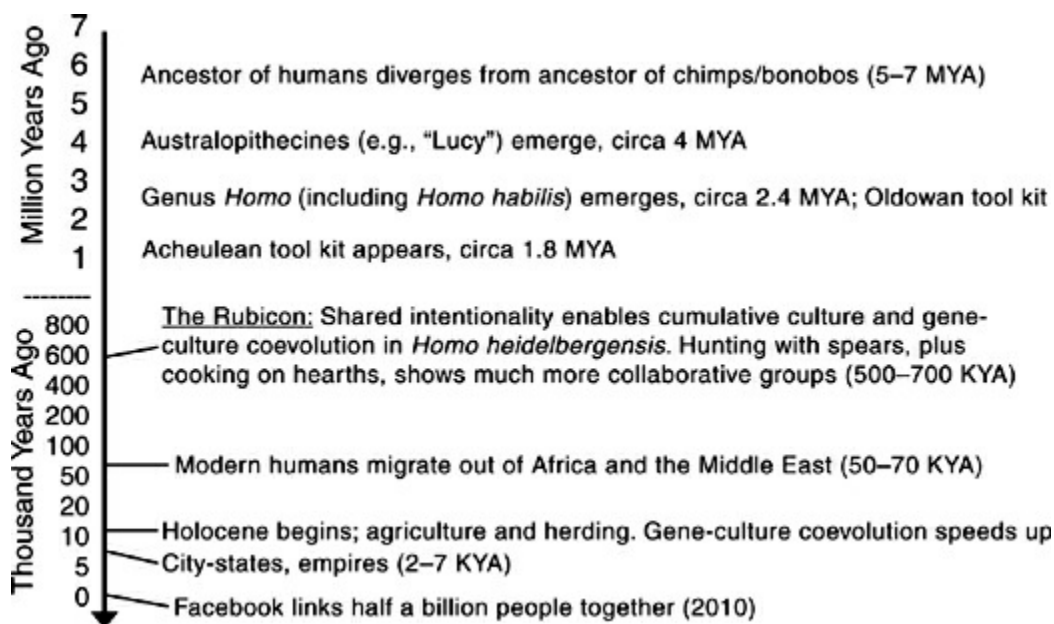 Million Years Ago
7
6
Ancestor of humans diverges from ancestor of chimps/bonobos (5–7 MYA)
5
4
Australopithecines (e.g., “Lucy”) emerge, circa 4 MYA
3
Genus Homo (including Homo habilis) emerges, circa 2.4 MYA; Oldowan tool kit
2
1
Acheulean tool kit appears, circa 1.8 MYA
Thousand Years Ago
800
The Rubicon: Shared intentionality enables cumulative culture and gene-
600
culture coevolution in Homo heidelbergensis. Hunting with spears, plus
400
cooking on hearths, shows much more collaborative groups (500–700 KYA)
200
100
50
Modern humans migrate out of Africa and the Middle East (50–70 KYA)
20
10
Holocene begins; agriculture and herding. Gene-culture coevolution speeds up
5
City-states, empires (2–7 KYA)
0
Facebook links half a billion people together (2010)